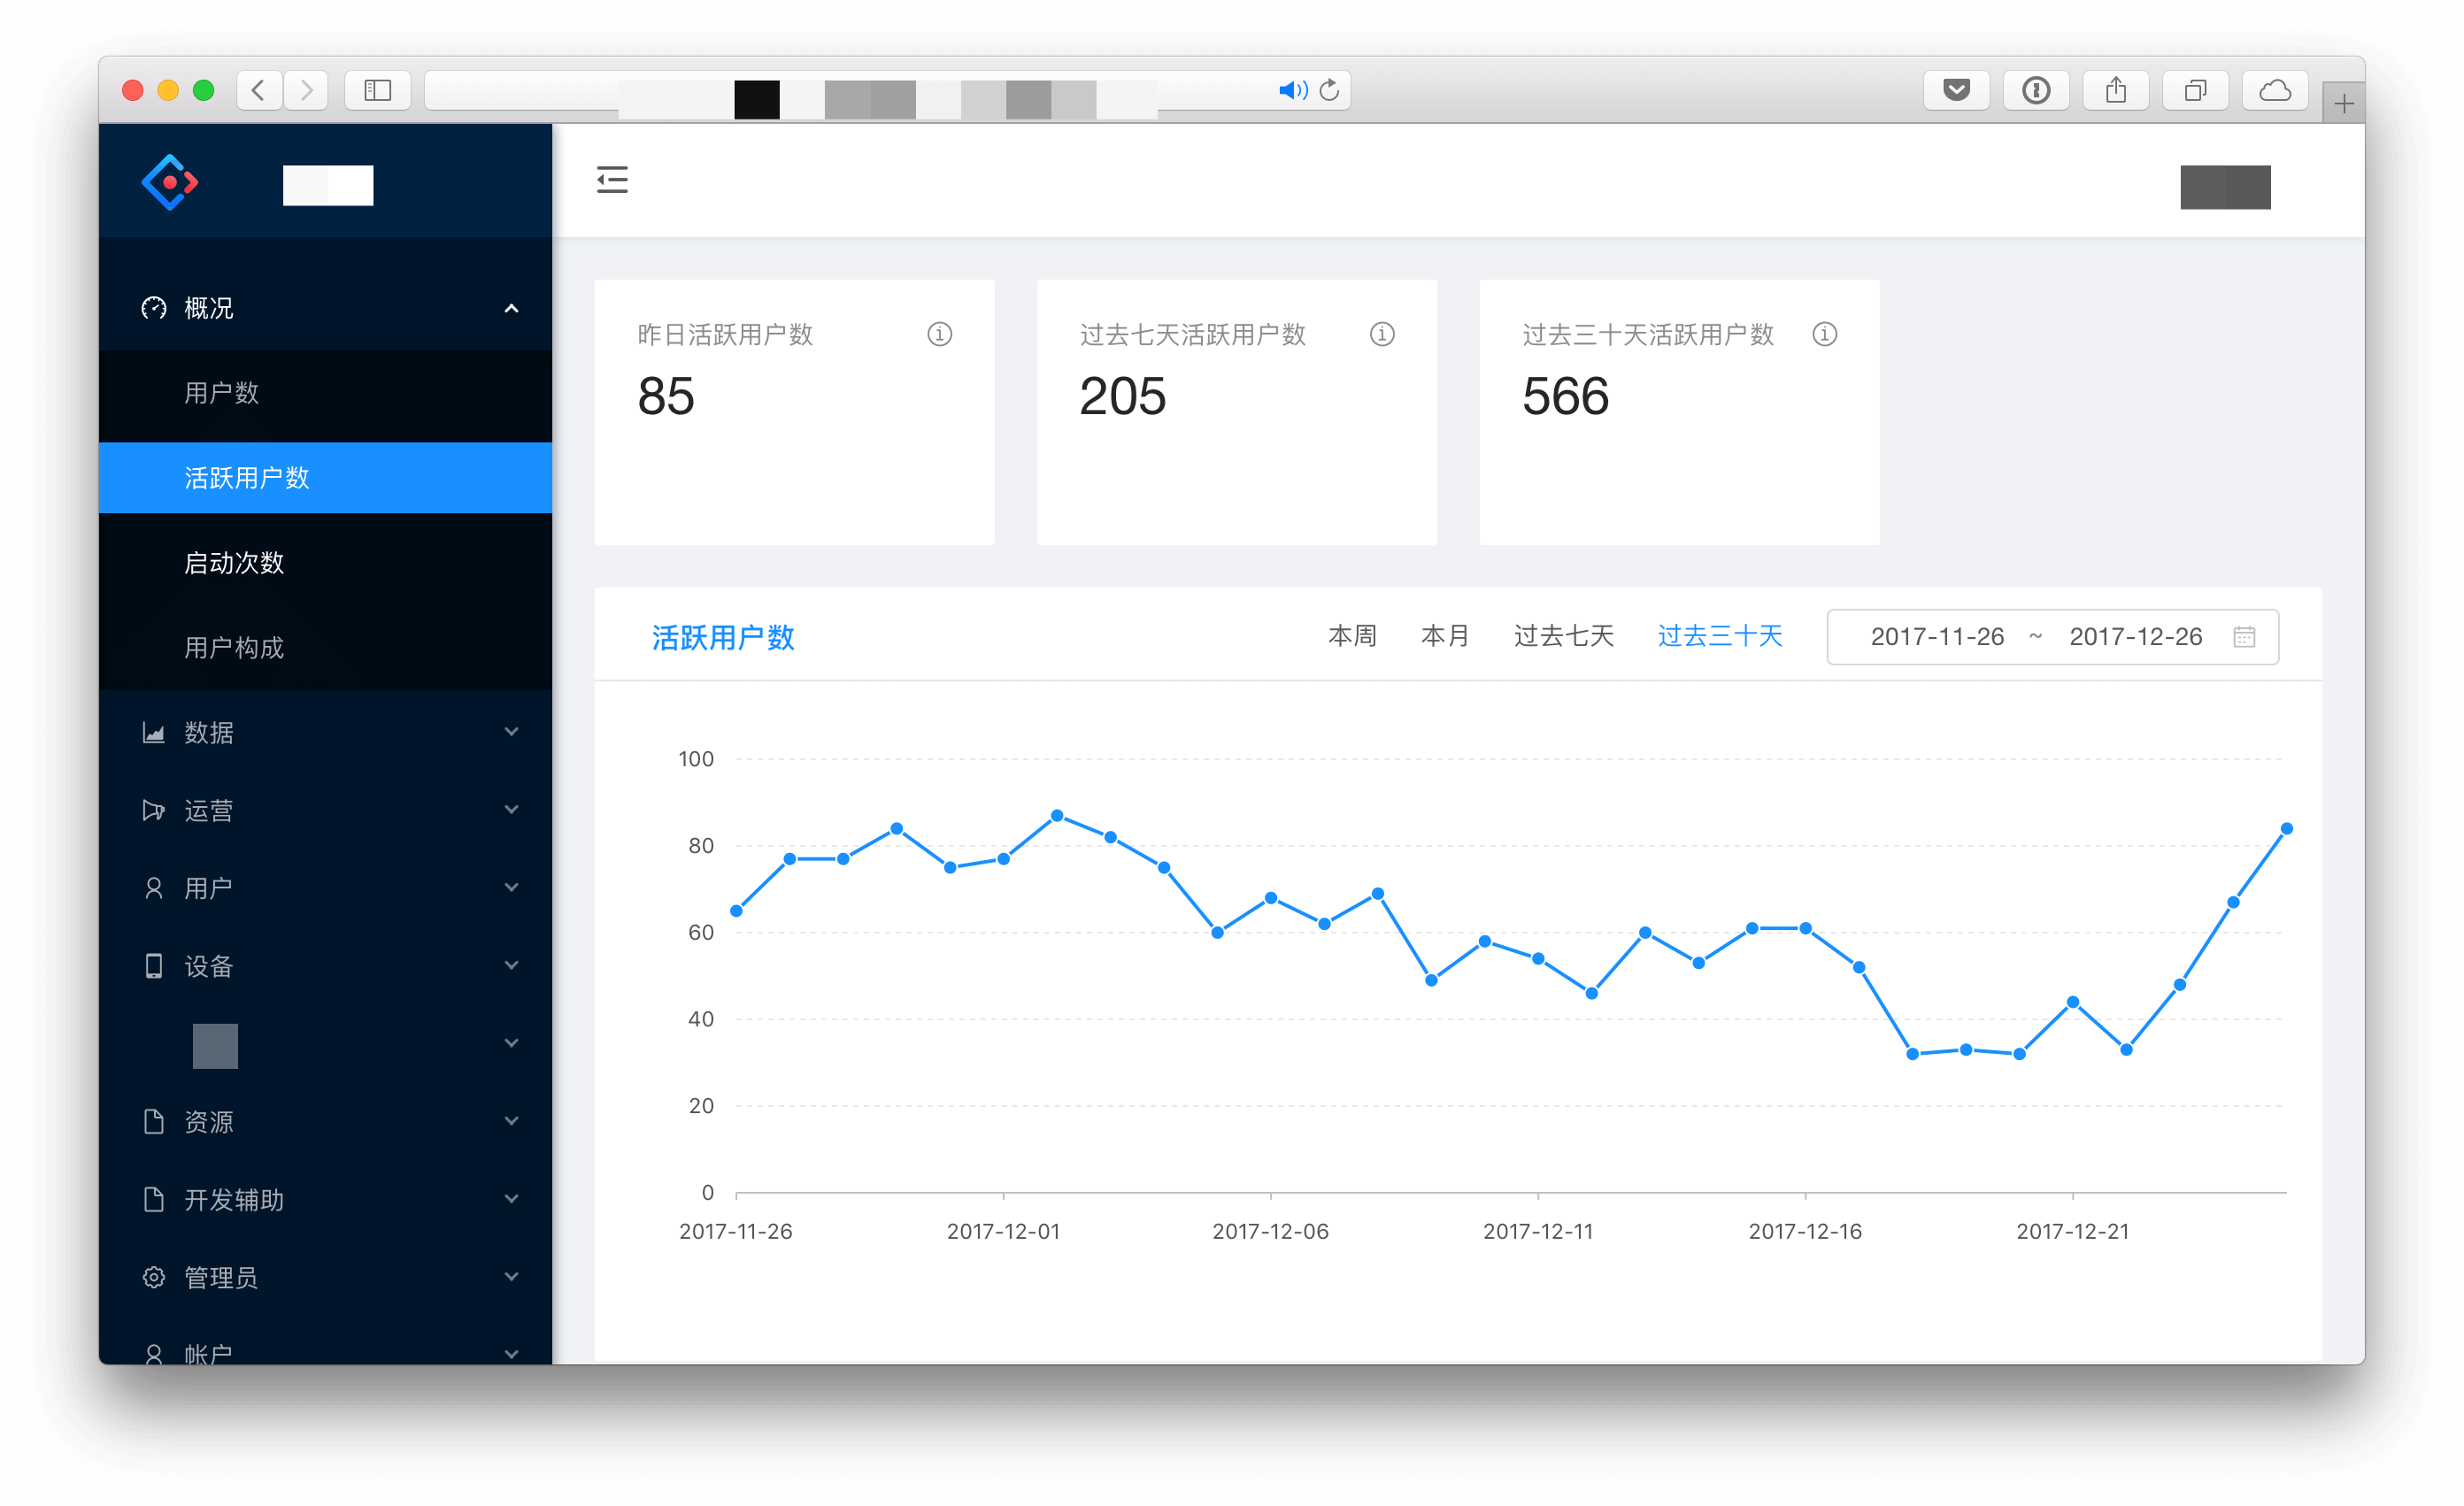 概况
用户数
活跃用户数
启动次数
用户构成
数据
运营
用户
设备
资源
开发辅助
管理员
帐户
昨日活跃用户数
85
过去七天活跃用户数
205
过去三十天活跃用户数
566
活跃用户数 本周 本月 过去七天 过去三十天 2017-11-26 ~ 2017-12-26
100
80
60
40
20
0
2017-11-26 2017-12-01 2017-12-06 2017-12-11 2017-12-16 2017-12-21